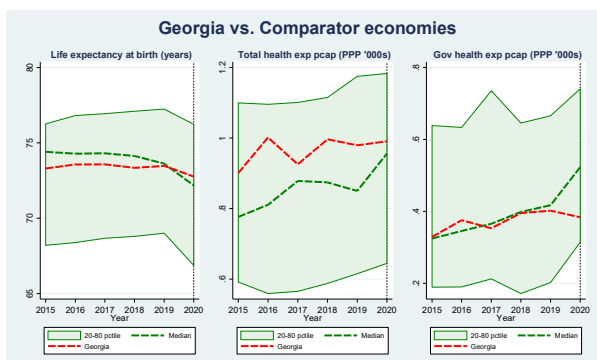 Georgia vs. Comparator economies
Life expectancy at birth (years)
80
75
70
65
2015 2016 2017 2018 2019 2020
Year
20-80 pctile
Median
Georgia
Total health exp pcap (PPP '000s)
1.2
1
.8
.6
2015 2016 2017 2018 2019 2020
Year
20-80 pctile
Median
Georgia
Gov health exp pcap (PPP '000s)
.8
.6
.4
.2
2015 2016 2017 2018 2019 2020
Year
20-80 pctile
Median
Georgia